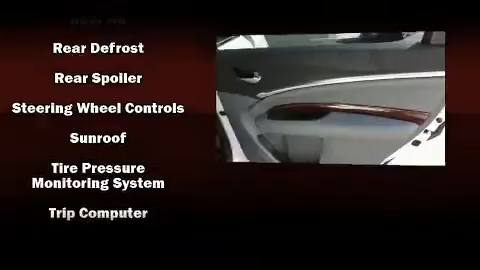 Rear Defrost
Rear Spoiler
Steering Wheel Controls
Sunroof
Tire Pressure
Monitoring System
Trip Computer